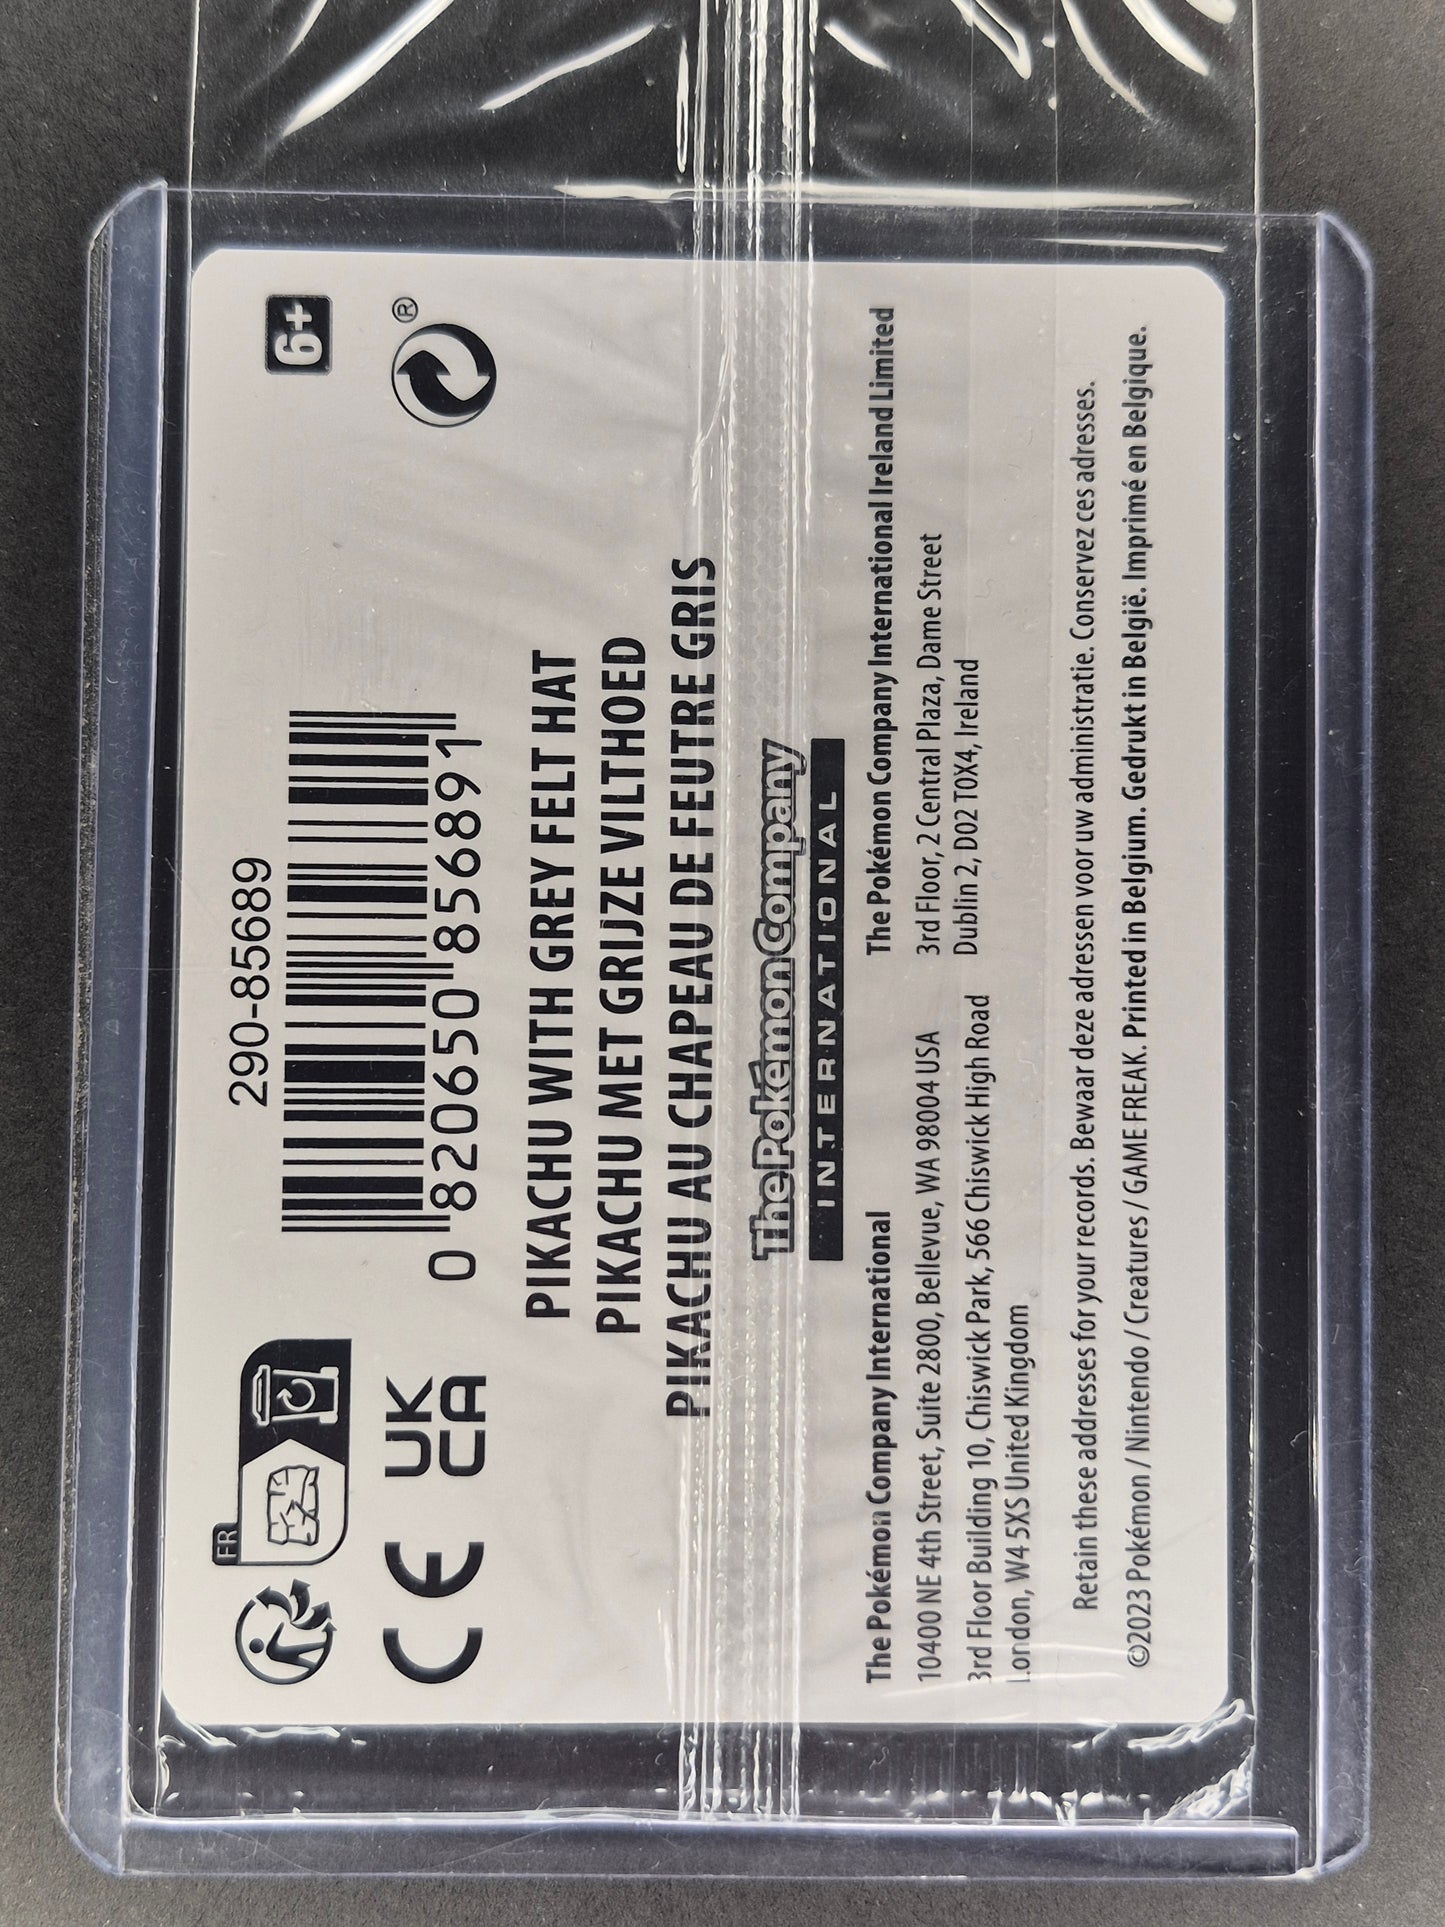 290-85689
6+
FR
0 820650 856891
®
CE
UK
CA
PIKACHU WITH GREY FELT HAT
PIKACHU MET GRIJZE VILTHOED
PIKACHU AU CHAPEAU DE FEUTRE GRIS
The Pokémon Company
INTERNATIONAL
The Pokémon Company International
10400 NE 4th Street, Suite 2800, Bellevue, WA 98004 USA
3rd Floor Building 10, Chiswick Park, 566 Chiswick High Road
London, W4 5XS United Kingdom
The Pokémon Company International Ireland Limited
3rd Floor, 2 Central Plaza, Dame Street
Dublin 2, D02 T0X4, Ireland
Retain these addresses for your records. Bewaar deze adressen voor uw administratie. Conservez ces adresses.
©2023 Pokémon / Nintendo / Creatures / GAME FREAK. Printed in Belgium. Gedrukt in België. Imprimé en Belgique.